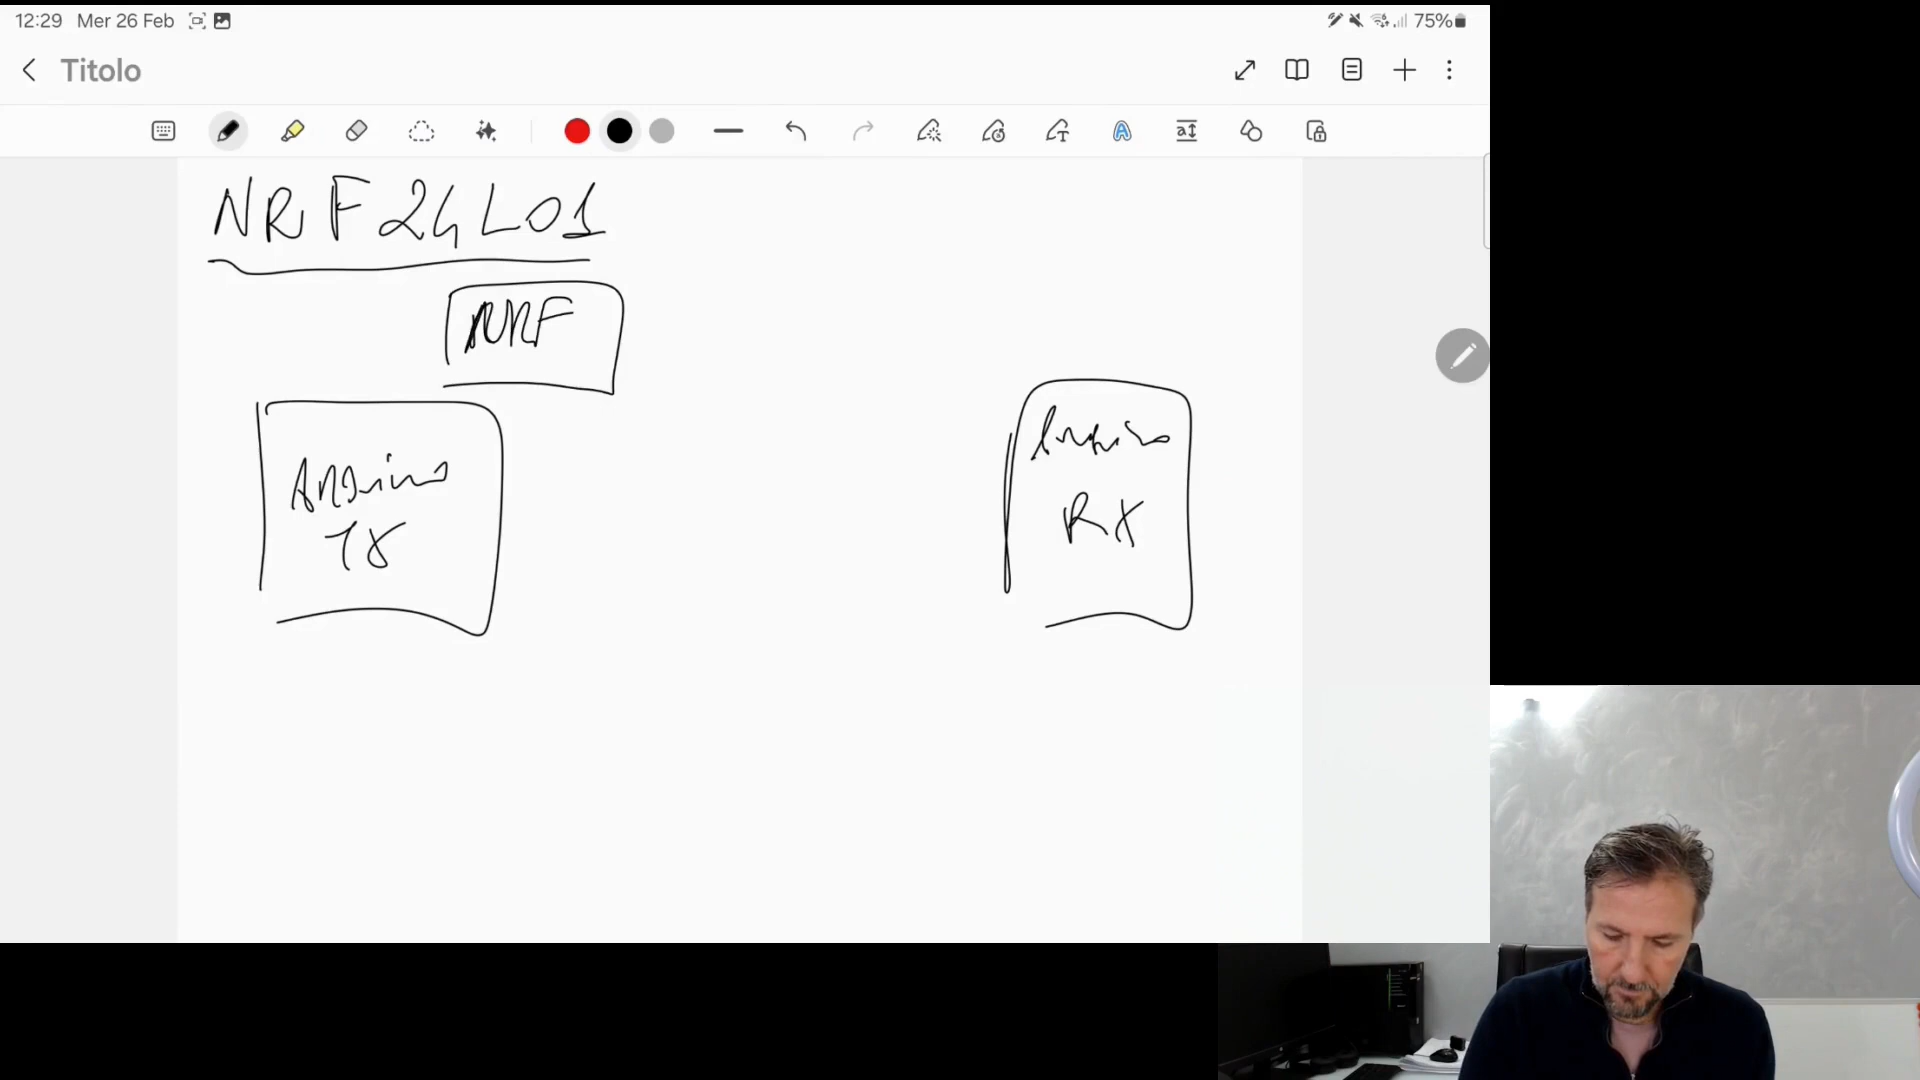 12:29 Mer 26 Feb 75%
Titolo
NRF24L01
NRF
Arduino
TX
Arduino
RX